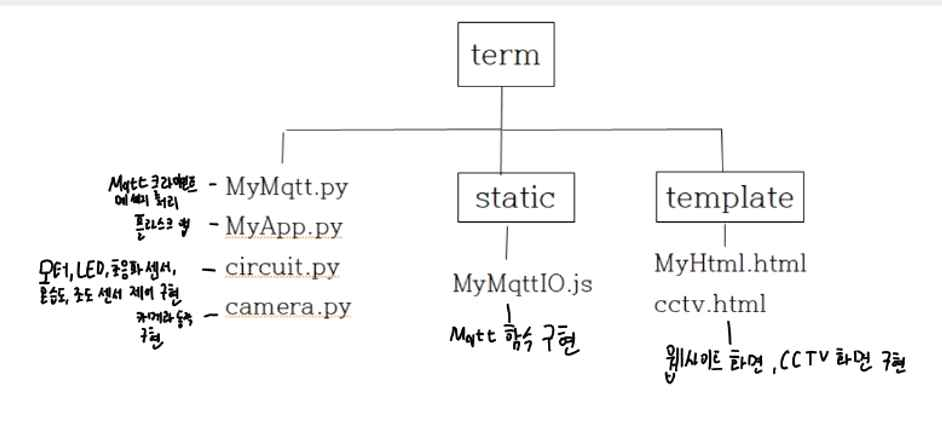 term
Mqtt 클라이언트
메세지 처리
- MyMqtt.py
플라스크 앱
- MyApp.py
모터, LED, 초음파 센서,
온습도, 조도 센서 제어 구현
- circuit.py
카메라 동작
구현
- camera.py
static
MyMqttIO.js
Mqtt 함수 구현
template
MyHtml.html
cctv.html
웹사이트 화면, CCTV 화면 구현